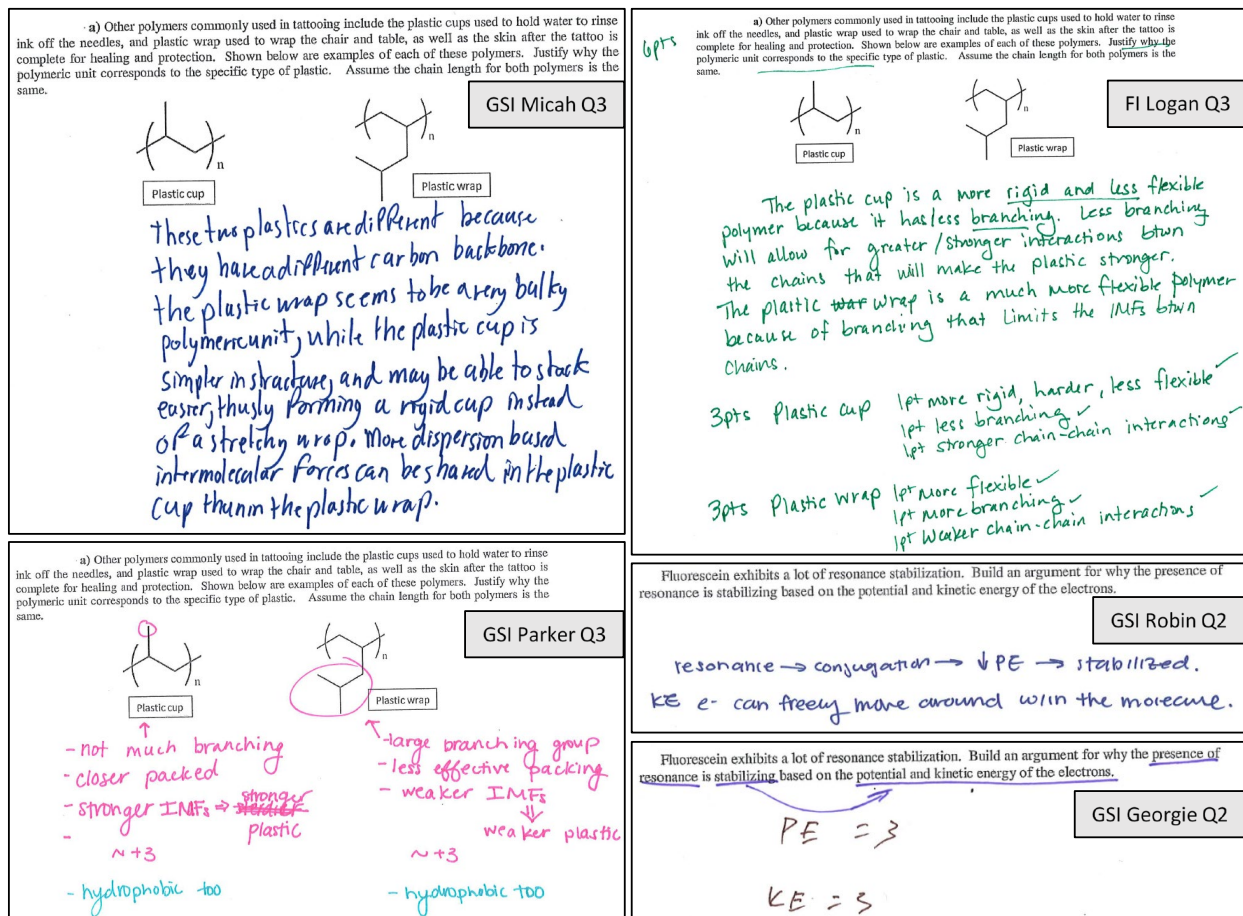 a) Other polymers commonly used in tattooing include the plastic cups used to hold water to rinse
ink off the needles, and plastic wrap used to wrap the chair and table, as well as the skin after the tattoo is
complete for healing and protection. Shown below are examples of each of these polymers. Justify why the
polymeric unit corresponds to the specific type of plastic. Assume the chain length for both polymers is the
same.
GSI Micah Q3
n
n
Plastic cup
Plastic wrap
these two plastics are different because
they have a different carbon backbone.
the plastic wrap seems to be a very bulky
polymeric unit, while the plastic cup is
simpler in structure, and may be able to stack
easier, thusly forming a rigid cup instead
of a stretchy wrap. More dispersion based
intermolecular forces can be shared in the plastic
cup than in the plastic wrap.
6pts
a) Other polymers commonly used in tattooing include the plastic cups used to hold water to rinse
ink off the needles, and plastic wrap used to wrap the chair and table, as well as the skin after the tattoo is
complete for healing and protection. Shown below are examples of each of these polymers. Justify why the
polymeric unit corresponds to the specific type of plastic. Assume the chain length for both polymers is the
same.
FI Logan Q3
n
n
Plastic cup
Plastic wrap
The plastic cup is a more rigid and less flexible
polymer because it has less branching. Less branching
will allow for greater/stronger interactions btwn
the chains that will make the plastic stronger.
The plaitic wrap is a much more flexible polymer
because of branching that limits the IMFs btwn
chains.
3pts Plastic cup 1pt more rigid, harder, less flexible ✓
1pt less branching ✓
1pt stronger chain-chain interactions ✓
3pts Plastic wrap 1pt more flexible ✓
1pt more branching ✓
1pt weaker chain-chain interactions ✓
a) Other polymers commonly used in tattooing include the plastic cups used to hold water to rinse
ink off the needles, and plastic wrap used to wrap the chair and table, as well as the skin after the tattoo is
complete for healing and protection. Shown below are examples of each of these polymers. Justify why the
polymeric unit corresponds to the specific type of plastic. Assume the chain length for both polymers is the
same.
GSI Parker Q3
n
n
Plastic cup
Plastic wrap
- not much branching
- closer packed
- stronger IMFs ⇒ stronger
plastic
-
~ +3
- hydrophobic too
- large branching group
- less effective packing
- weaker IMFs
⇓
weaker plastic
~ +3
- hydrophobic too
Fluorescein exhibits a lot of resonance stabilization. Build an argument for why the presence of
resonance is stabilizing based on the potential and kinetic energy of the electrons.
GSI Robin Q2
resonance → conjugation → ↓ PE → stabilized.
KE e- can freely move around w/in the molecule.
Fluorescein exhibits a lot of resonance stabilization. Build an argument for why the presence of
resonance is stabilizing based on the potential and kinetic energy of the electrons.
GSI Georgie Q2
PE = 3
KE = 3